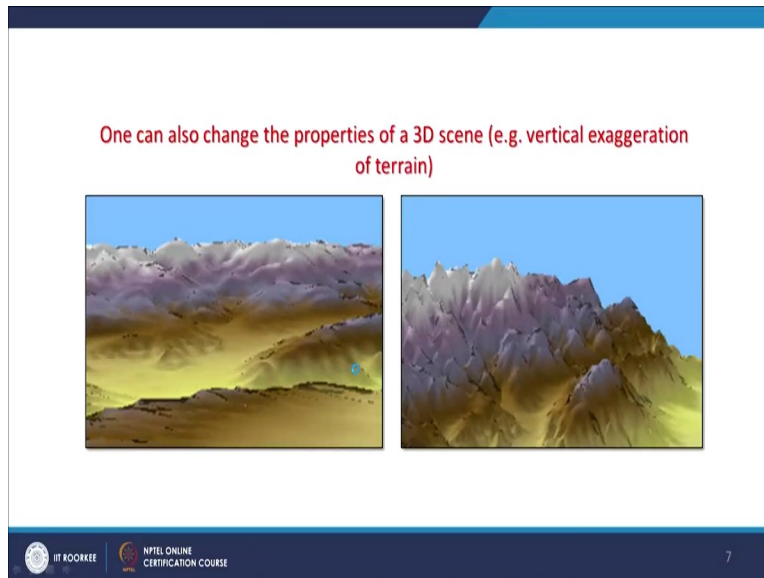 One can also change the properties of a 3D scene (e.g. vertical exaggeration
of terrain)
IIT ROORKEE
NPTEL
NPTEL ONLINE
CERTIFICATION COURSE
7